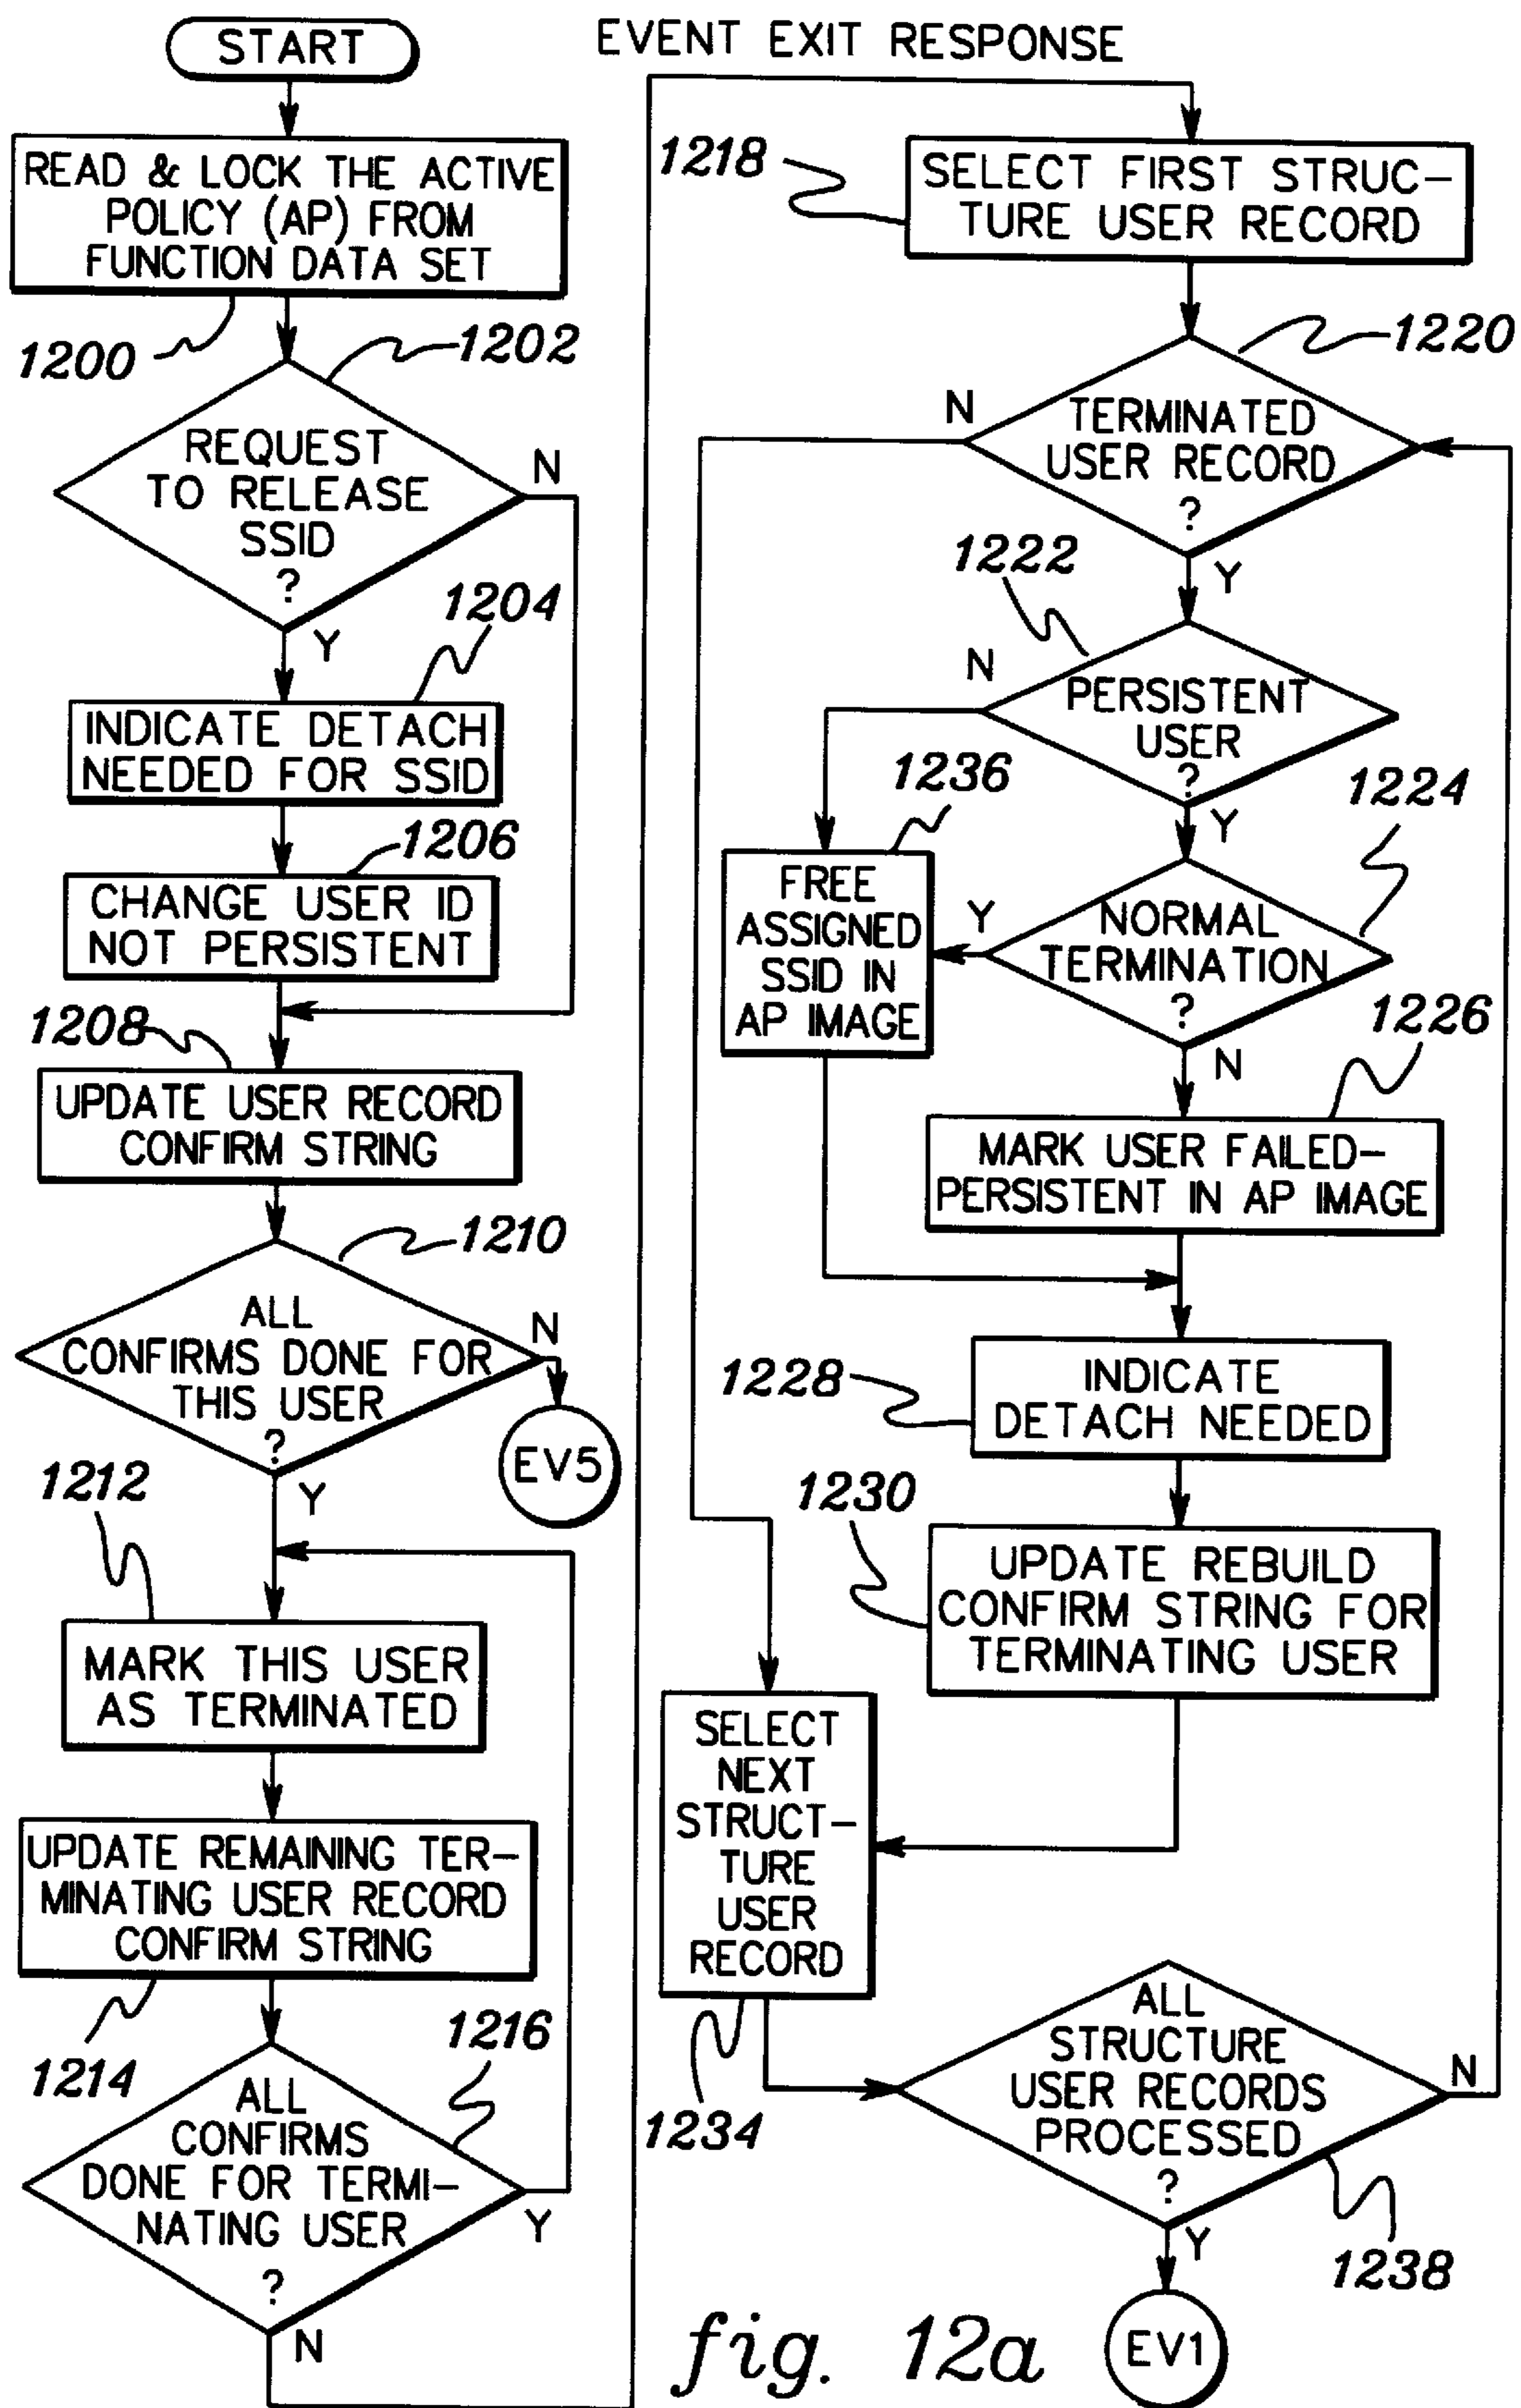 START
READ & LOCK THE ACTIVE
POLICY (AP) FROM
FUNCTION DATA SET
1200
1202
REQUEST
TO RELEASE
SSID
?
N
Y
1204
INDICATE DETACH
NEEDED FOR SSID
1206
CHANGE USER ID
NOT PERSISTENT
1208
UPDATE USER RECORD
CONFIRM STRING
1210
ALL
CONFIRMS DONE FOR
THIS USER
?
N
EV5
Y
1212
MARK THIS USER
AS TERMINATED
UPDATE REMAINING TER-
MINATING USER RECORD
CONFIRM STRING
1214
1216
ALL
CONFIRMS
DONE FOR TERMI-
NATING USER
?
Y
N
EVENT EXIT RESPONSE
1218
SELECT FIRST STRUC-
TURE USER RECORD
1220
N
TERMINATED
USER RECORD
?
Y
1222
N
PERSISTENT
USER
?
Y
1236
1224
FREE
ASSIGNED
SSID IN
AP IMAGE
Y
NORMAL
TERMINATION
?
N
1226
MARK USER FAILED-
PERSISTENT IN AP IMAGE
1228
INDICATE
DETACH NEEDED
1230
UPDATE REBUILD
CONFIRM STRING FOR
TERMINATING USER
SELECT
NEXT
STRUCT-
TURE
USER
RECORD
1234
ALL
STRUCTURE
USER RECORDS
PROCESSED
?
N
Y
1238
EV1
fig. 12a